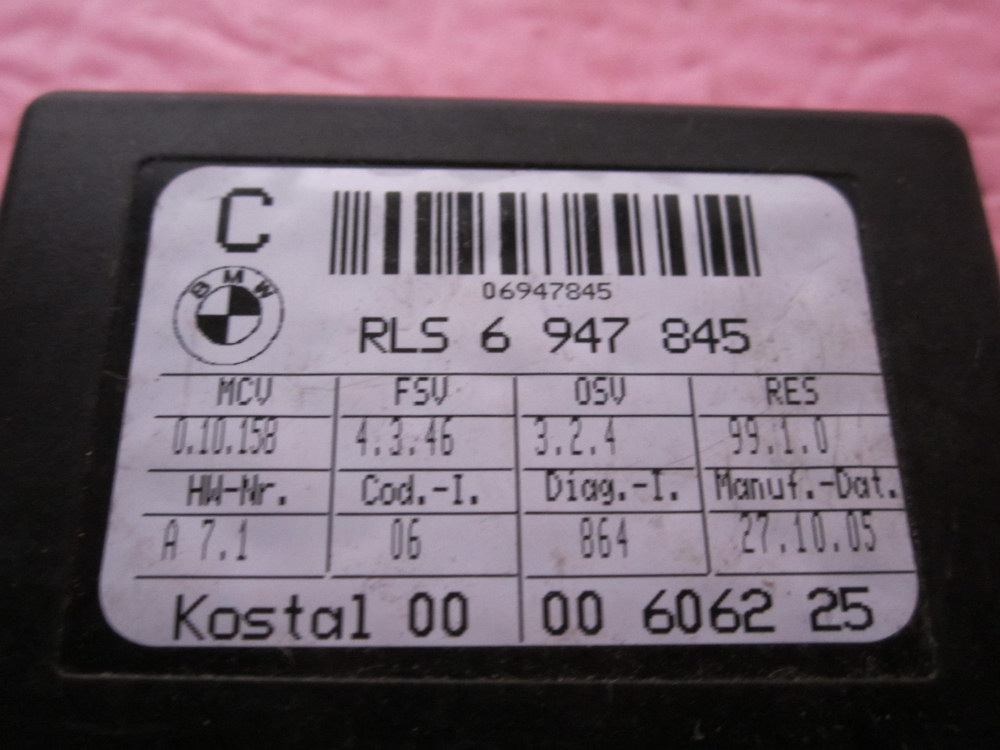 C
06947845
BMW
RLS 6 947 845
MCV FSV OSV RES
0.10.158 4.3.46 3.2.4 99.1.0
HW-Nr. Cod.-I. Diag.-I. Manuf.-Dat.
A 7.1 06 864 27.10.05
Kostal 00 00 6062 25